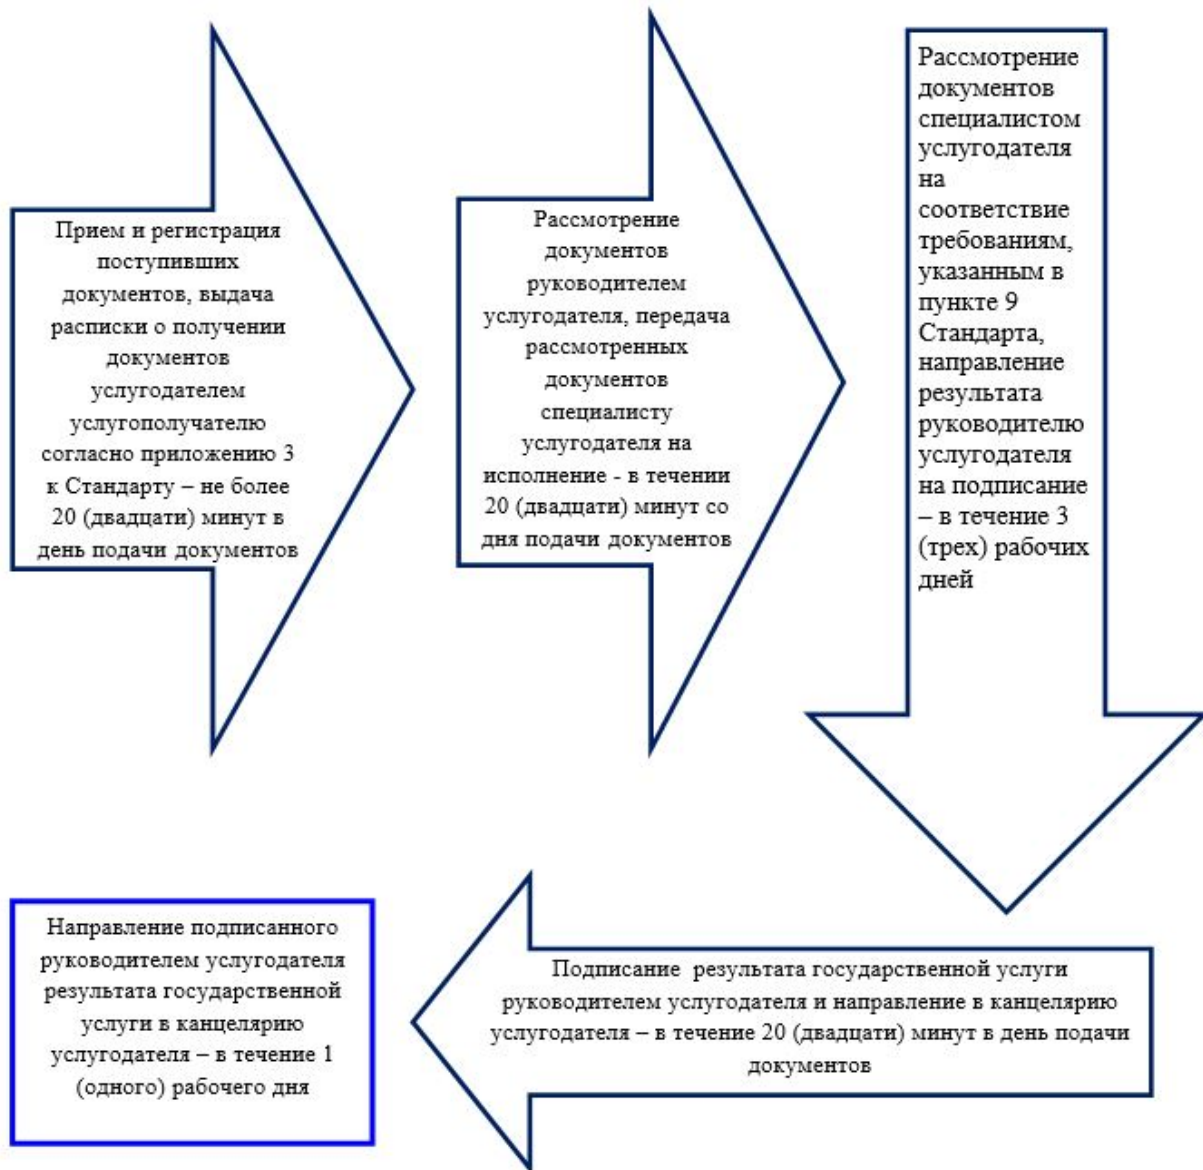 Прием и регистрация
поступивших
документов, выдача
расписки о получении
документов
услугодателем
услугополучателю
согласно приложению 3
к Стандарту – не более
20 (двадцати) минут в
день подачи документов
Рассмотрение
документов
руководителем
услугодателя, передача
рассмотренных
документов
специалисту
услугодателя на
исполнение - в течении
20 (двадцати) минут со
дня подачи документов
Рассмотрение
документов
специалистом
услугодателя
на
соответствие
требованиям,
указанным в
пункте 9
Стандарта,
направление
результата
руководителю
услугодателя
на подписание
– в течение 3
(трех) рабочих
дней
Подписание результата государственной услуги
руководителем услугодателя и направление в канцелярию
услугодателя – в течение 20 (двадцати) минут в день подачи
документов
Направление подписанного
руководителем услугодателя
результата государственной
услуги в канцелярию
услугодателя – в течение 1
(одного) рабочего дня